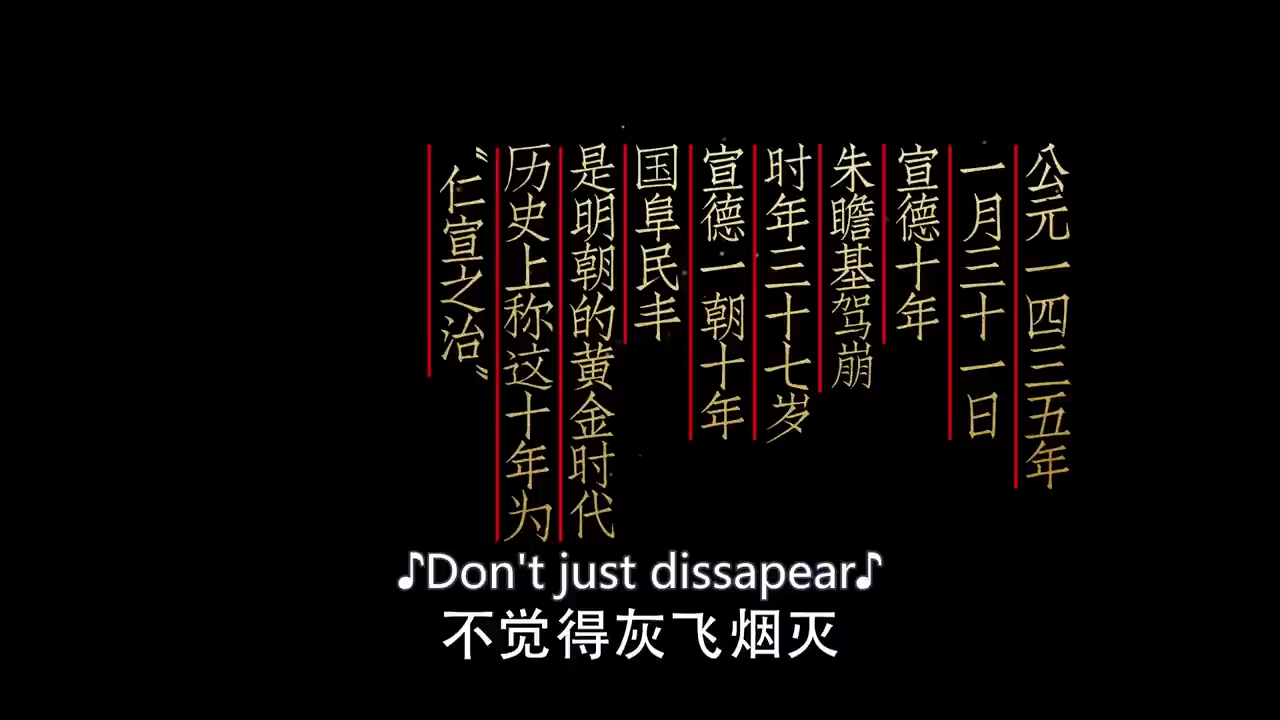 公元一四三五年
一月三十一日
宣德十年
朱瞻基驾崩
时年三十七岁
宣德一朝十年
国阜民丰
是明朝的黄金时代
历史上称这十年为
“仁宣之治”
♪Don't just dissapear♪
不觉得灰飞烟灭